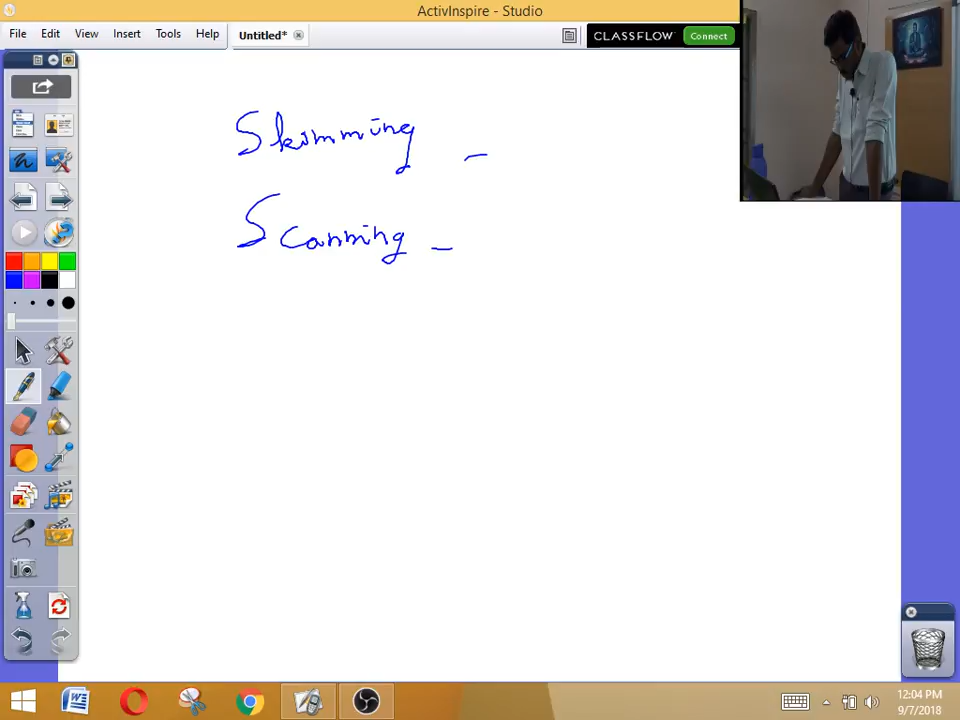 ActivInspire - Studio
File Edit View Insert Tools Help Untitled* CLASSFLOW Connect
Skimming -
Scanning -
12:04 PM
9/7/2018